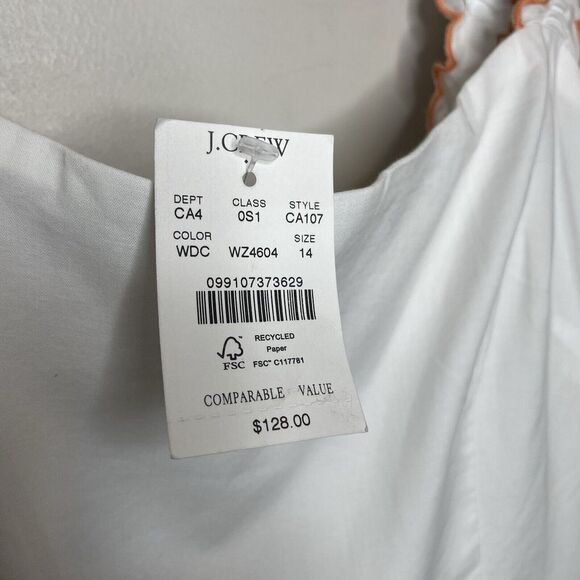 J.CREW
DEPT CLASS STYLE
CA4 0S1 CA107
COLOR SIZE
WDC WZ4604 14
099107373629
RECYCLED
Paper
FSC FSC™ C117781
COMPARABLE VALUE
$128.00